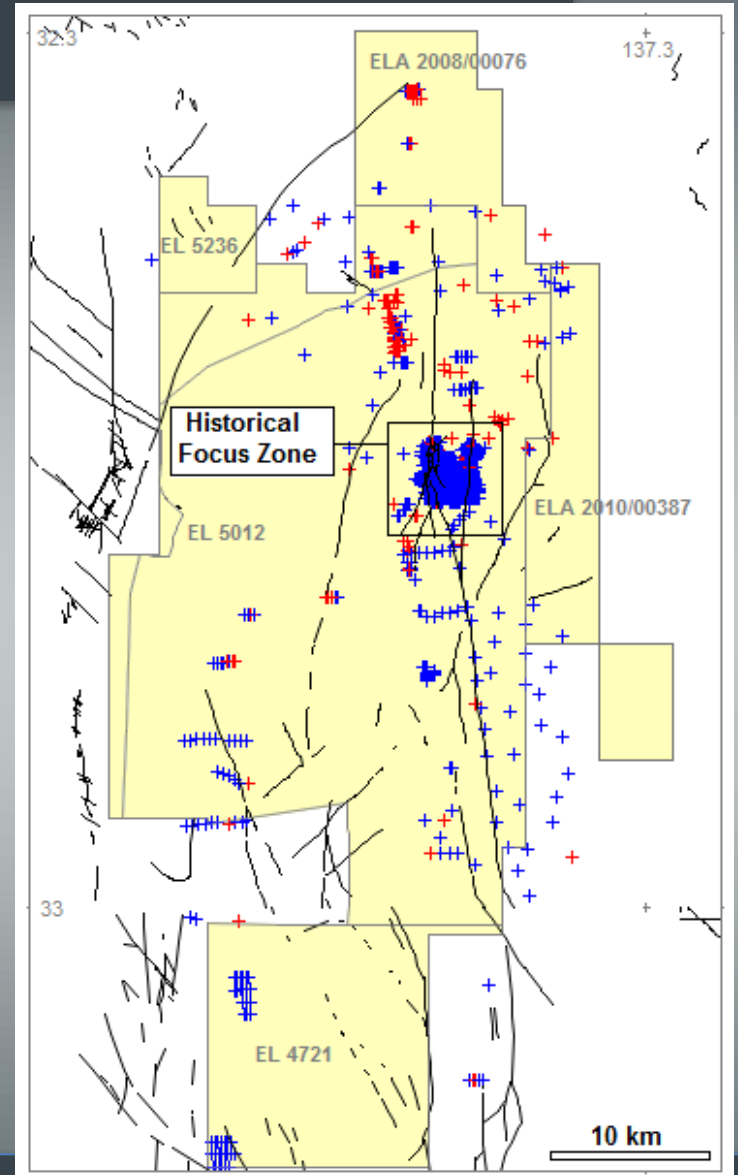 32.3
137.3
ELA 2008/00076
EL 5236
Historical
Focus Zone
ELA 2010/00387
EL 5012
33
EL 4721
10 km